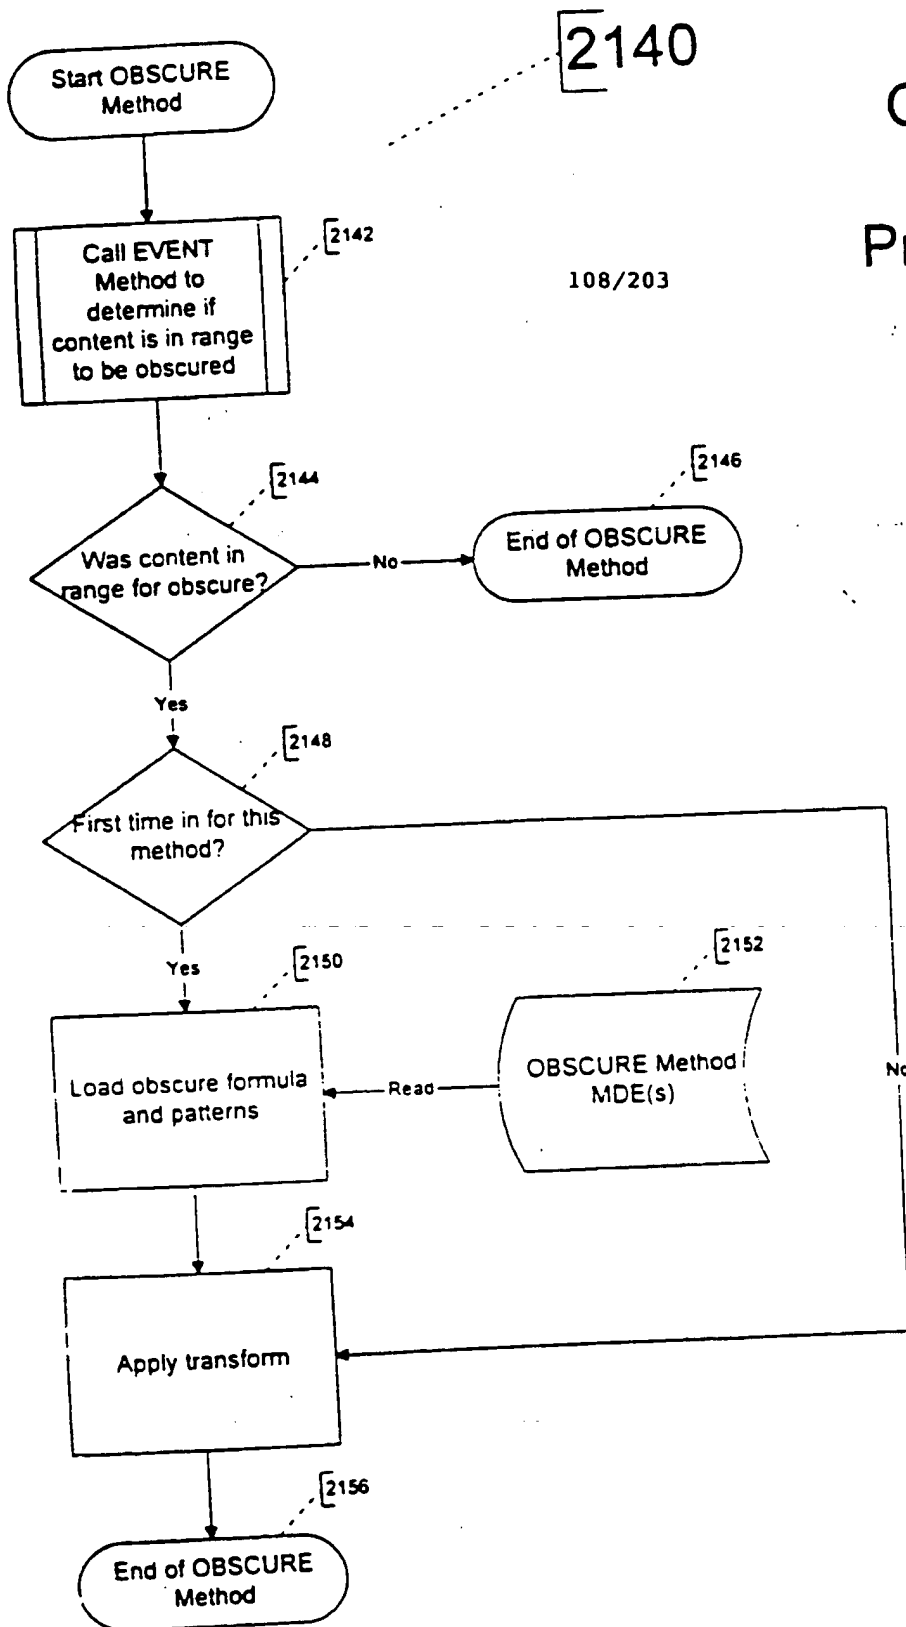 2140
Start OBSCURE
Method
2142
Call EVENT
Method to
determine if
content is in range
to be obscured
108/203
2144
2146
Was content in
range for obscure?
No
End of OBSCURE
Method
Yes
2148
First time in for this
method?
Yes
2150
2152
Load obscure formula
and patterns
Read
OBSCURE Method
MDE(s)
No
2154
Apply transform
2156
End of OBSCURE
Method